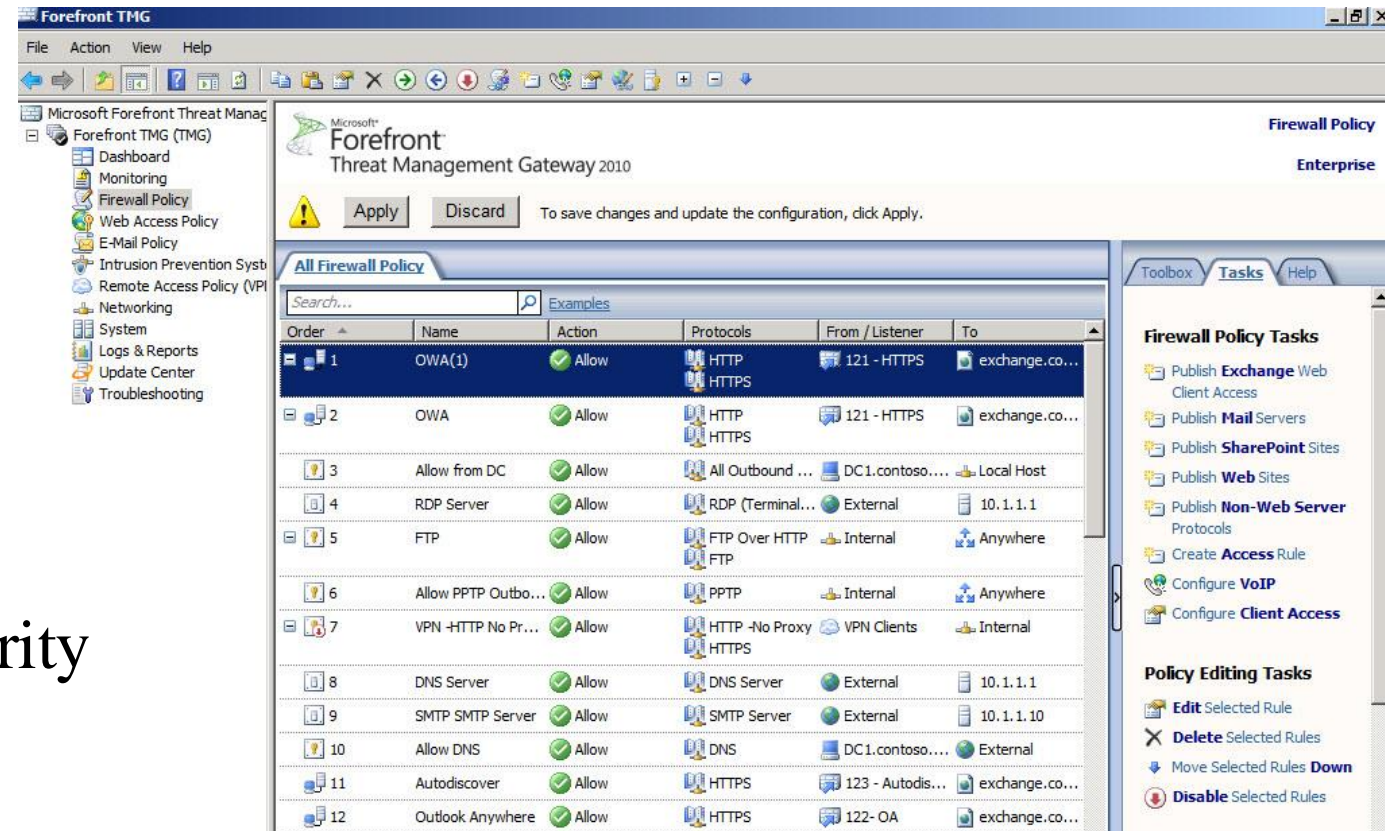 Forefront TMG
File Action View Help
Microsoft Forefront Threat Manag
Forefront TMG (TMG)
Dashboard
Monitoring
Firewall Policy
Web Access Policy
E-Mail Policy
Intrusion Prevention Syst
Remote Access Policy (VP
Networking
System
Logs & Reports
Update Center
Troubleshooting
rity
Microsoft
Forefront
Threat Management Gateway 2010
Firewall Policy
Enterprise
Apply Discard To save changes and update the configuration, click Apply.
All Firewall Policy
Search... Examples
Order Name Action Protocols From / Listener To
1 OWA(1) Allow HTTP 121 - HTTPS exchange.co...
HTTPS
2 OWA Allow HTTP 121 - HTTPS exchange.co...
HTTPS
3 Allow from DC Allow All Outbound ... DC1.contoso.... Local Host
4 RDP Server Allow RDP (Terminal... External 10.1.1.1
5 FTP Allow FTP Over HTTP Internal Anywhere
FTP
6 Allow PPTP Outbo... Allow PPTP Internal Anywhere
7 VPN -HTTP No Pr... Allow HTTP -No Proxy VPN Clients Internal
HTTPS
8 DNS Server Allow DNS Server External 10.1.1.1
9 SMTP SMTP Server Allow SMTP Server External 10.1.1.10
10 Allow DNS Allow DNS DC1.contoso.... External
11 Autodiscover Allow HTTPS 123 - Autodis... exchange.co...
12 Outlook Anywhere Allow HTTPS 122- OA exchange.co...
Toolbox Tasks Help
Firewall Policy Tasks
Publish Exchange Web
Client Access
Publish Mail Servers
Publish SharePoint Sites
Publish Web Sites
Publish Non-Web Server
Protocols
Create Access Rule
Configure VoIP
Configure Client Access
Policy Editing Tasks
Edit Selected Rule
Delete Selected Rules
Move Selected Rules Down
Disable Selected Rules